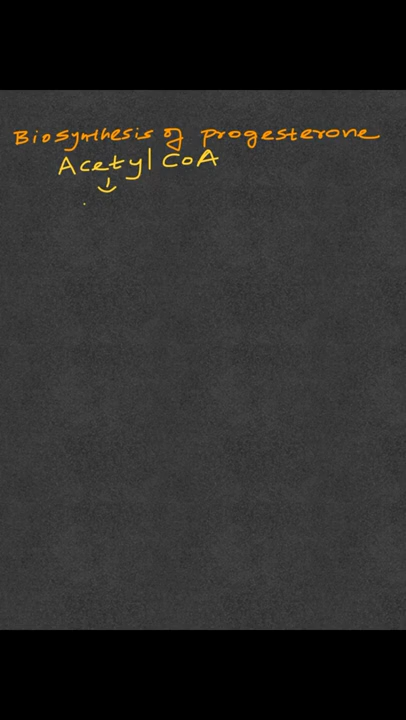 Biosynthesis of progesterone
Acetyl CoA
↓